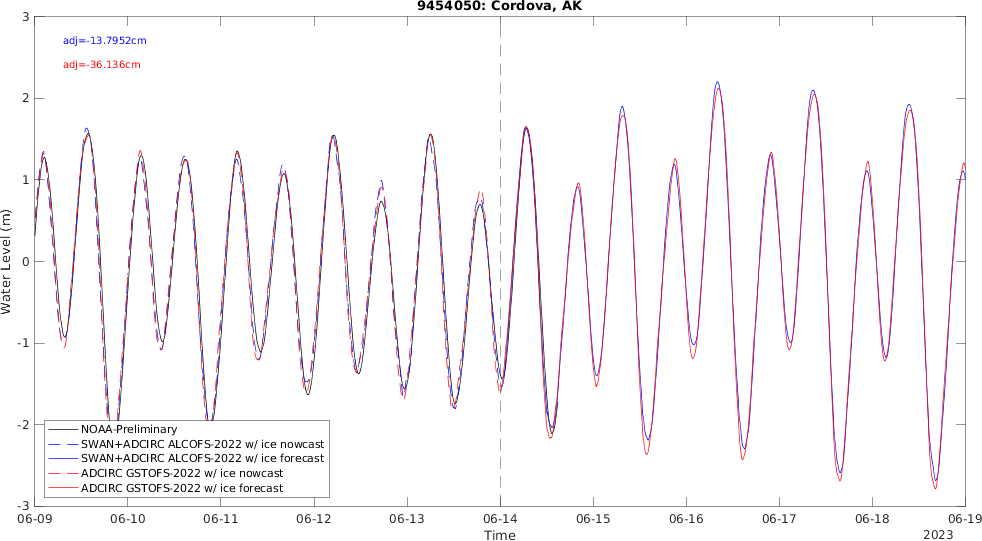 9454050: Cordova, AK
adj=-13.7952cm
adj=-36.136cm
Water Level (m)
3
2
1
0
-1
-2
-3
NOAA-Preliminary
SWAN+ADCIRC ALCOFS-2022 w/ ice nowcast
SWAN+ADCIRC ALCOFS-2022 w/ ice forecast
ADCIRC GSTOFS-2022 w/ ice nowcast
ADCIRC GSTOFS-2022 w/ ice forecast
06-09 06-10 06-11 06-12 06-13 06-14 06-15 06-16 06-17 06-18 06-19
Time
2023